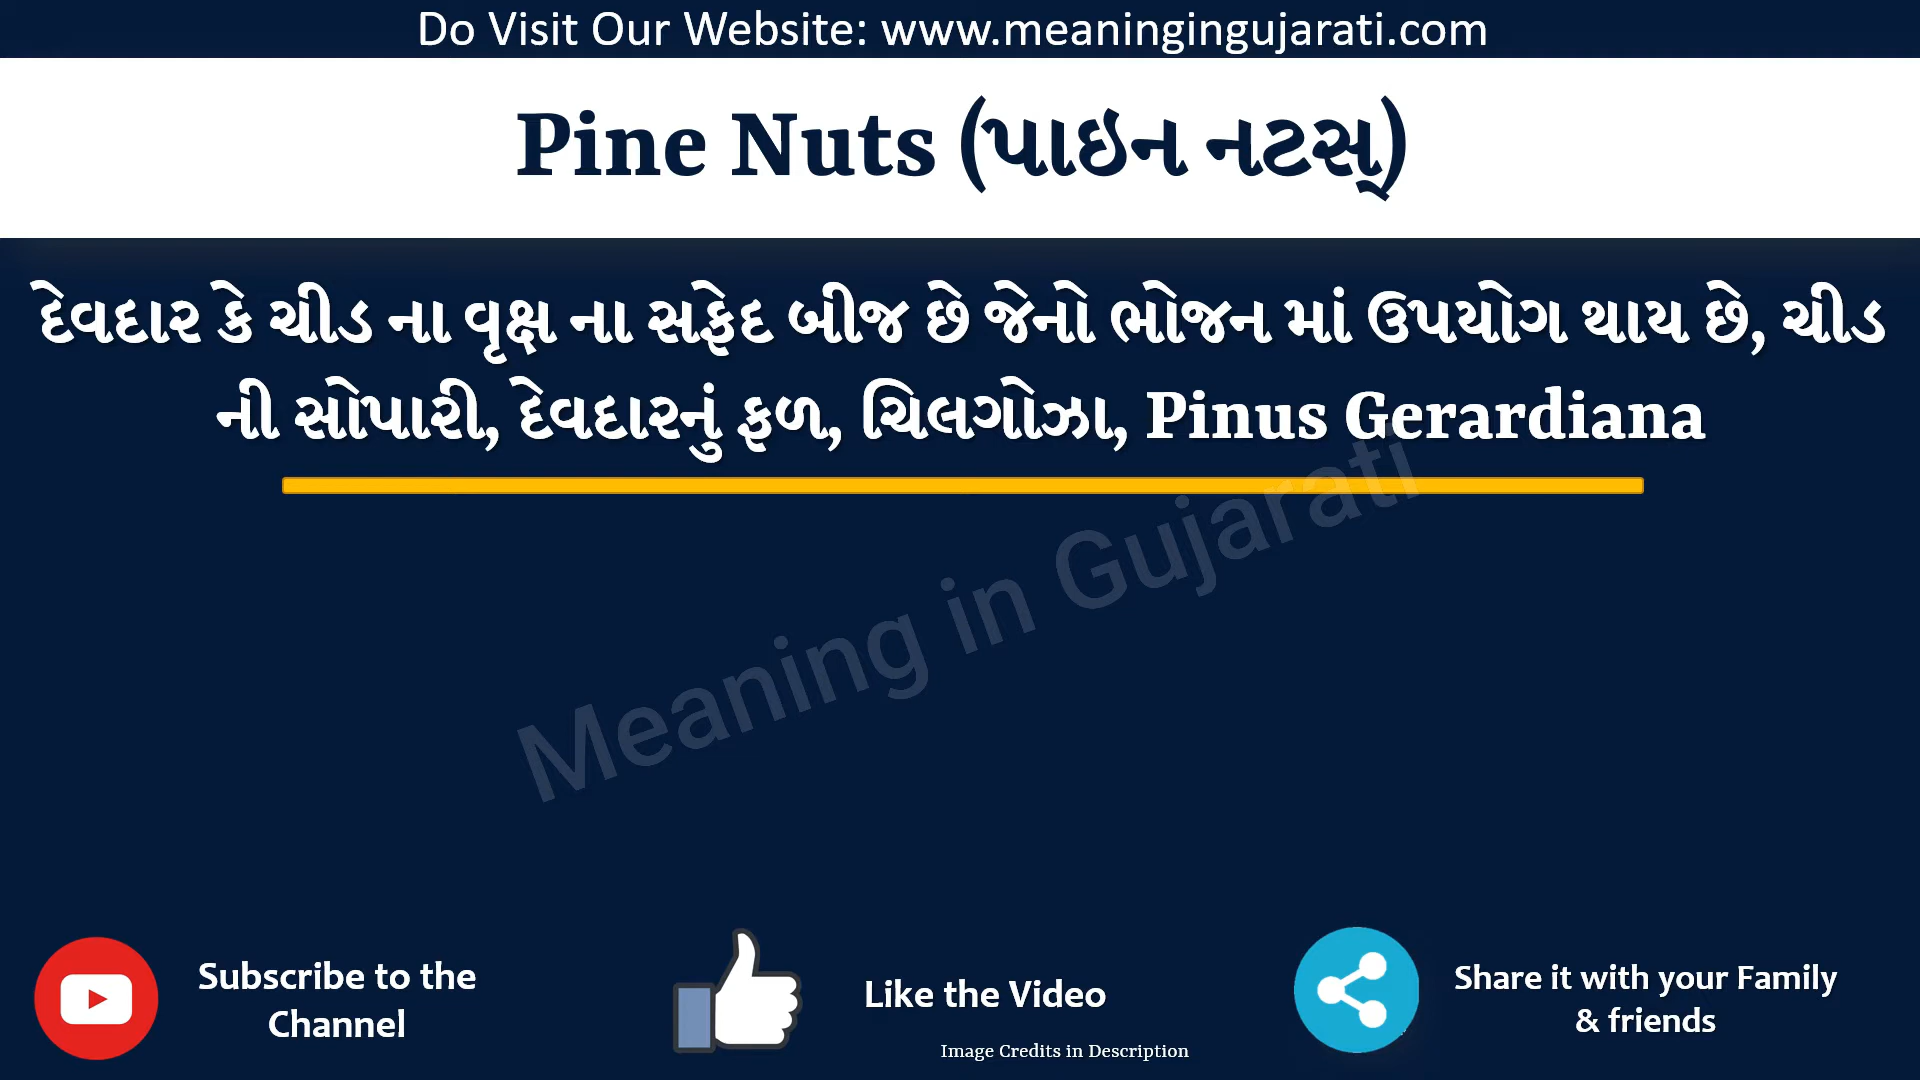 Do Visit Our Website: www.meaningingujarati.com
Pine Nuts (પાઇન નટસ્)
દેવદાર કે ચીડ ના વૃક્ષ ના સફેદ બીજ છે જેનો ભોજન માં ઉપયોગ થાય છે, ચીડ
ની સોપારી, દેવદારનું ફળ, ચિલગોઝા, Pinus Gerardiana
Meaning in Gujarati
Subscribe to the
Channel
Like the Video
Share it with your Family
& friends
Image Credits in Description